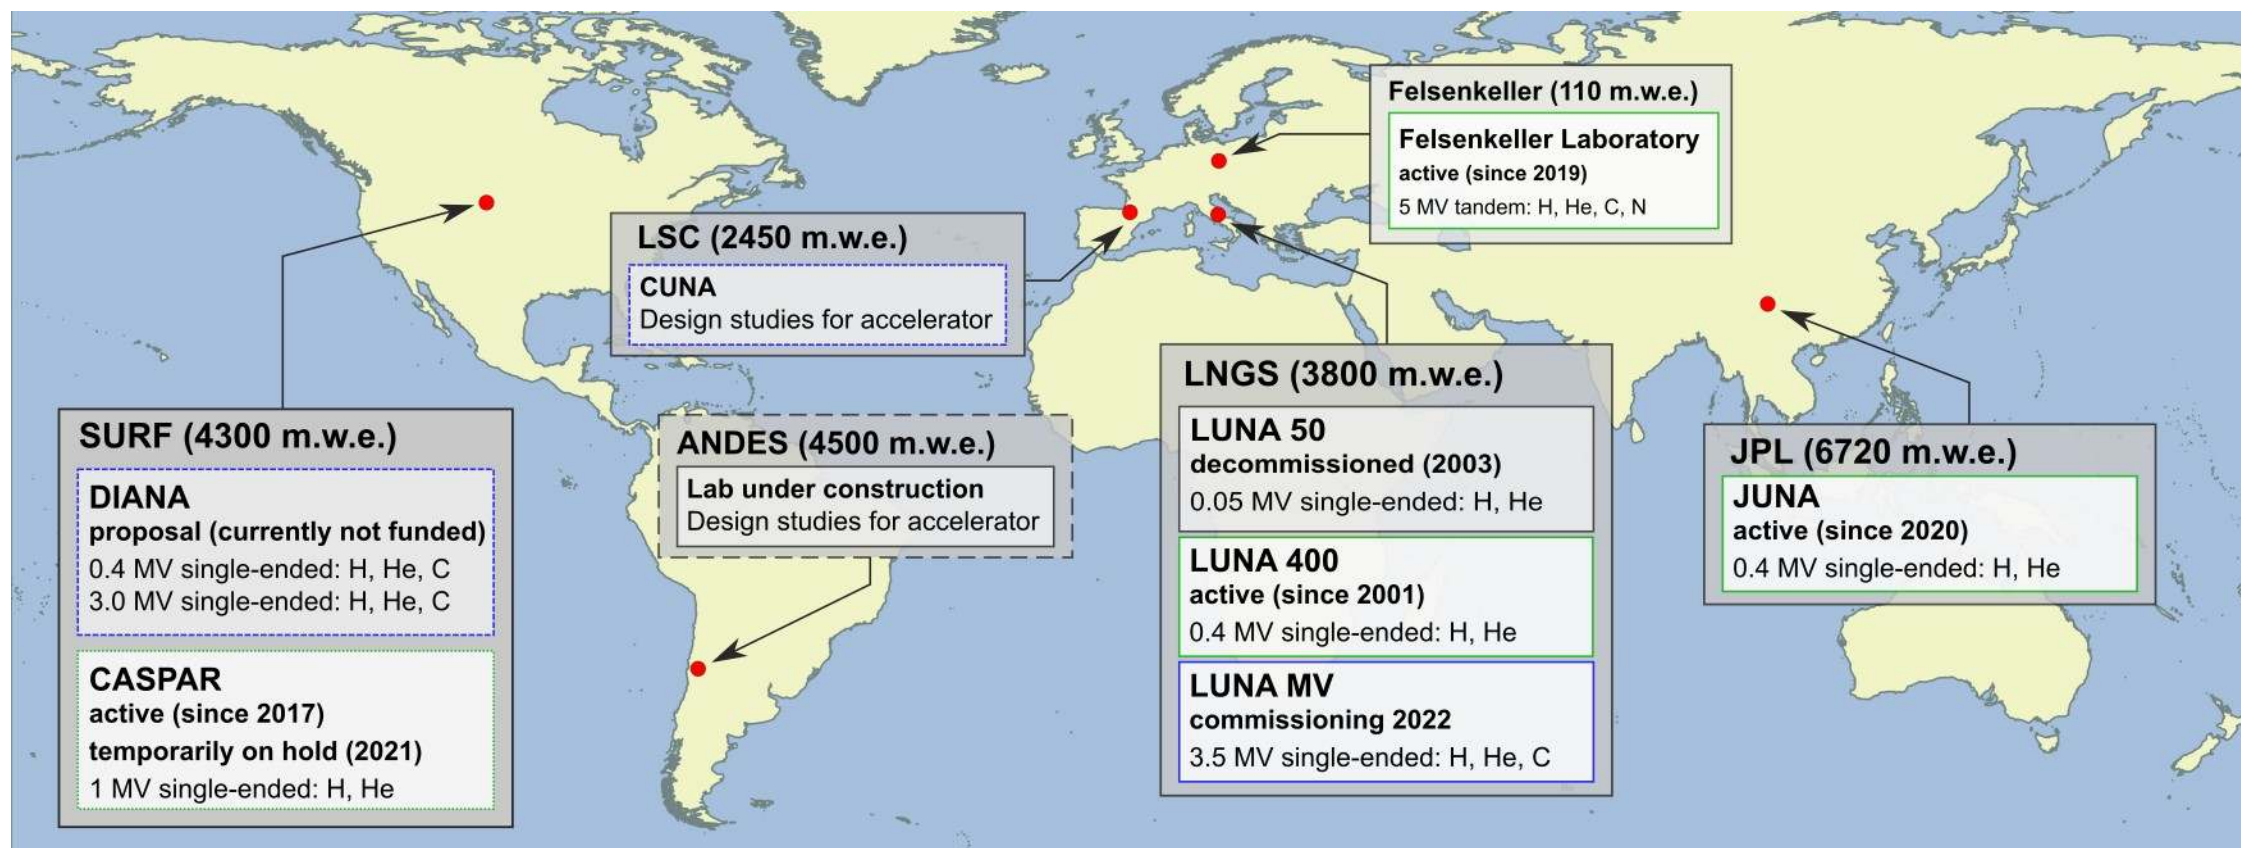 Felsenkeller (110 m.w.e.)
Felsenkeller Laboratory
active (since 2019)
5 MV tandem: H, He, C, N
LSC (2450 m.w.e.)
CUNA
Design studies for accelerator
LNGS (3800 m.w.e.)
LUNA 50
decommissioned (2003)
0.05 MV single-ended: H, He
LUNA 400
active (since 2001)
0.4 MV single-ended: H, He
LUNA MV
commissioning 2022
3.5 MV single-ended: H, He, C
SURF (4300 m.w.e.)
DIANA
proposal (currently not funded)
0.4 MV single-ended: H, He, C
3.0 MV single-ended: H, He, C
CASPAR
active (since 2017)
temporarily on hold (2021)
1 MV single-ended: H, He
ANDES (4500 m.w.e.)
Lab under construction
Design studies for accelerator
JPL (6720 m.w.e.)
JUNA
active (since 2020)
0.4 MV single-ended: H, He